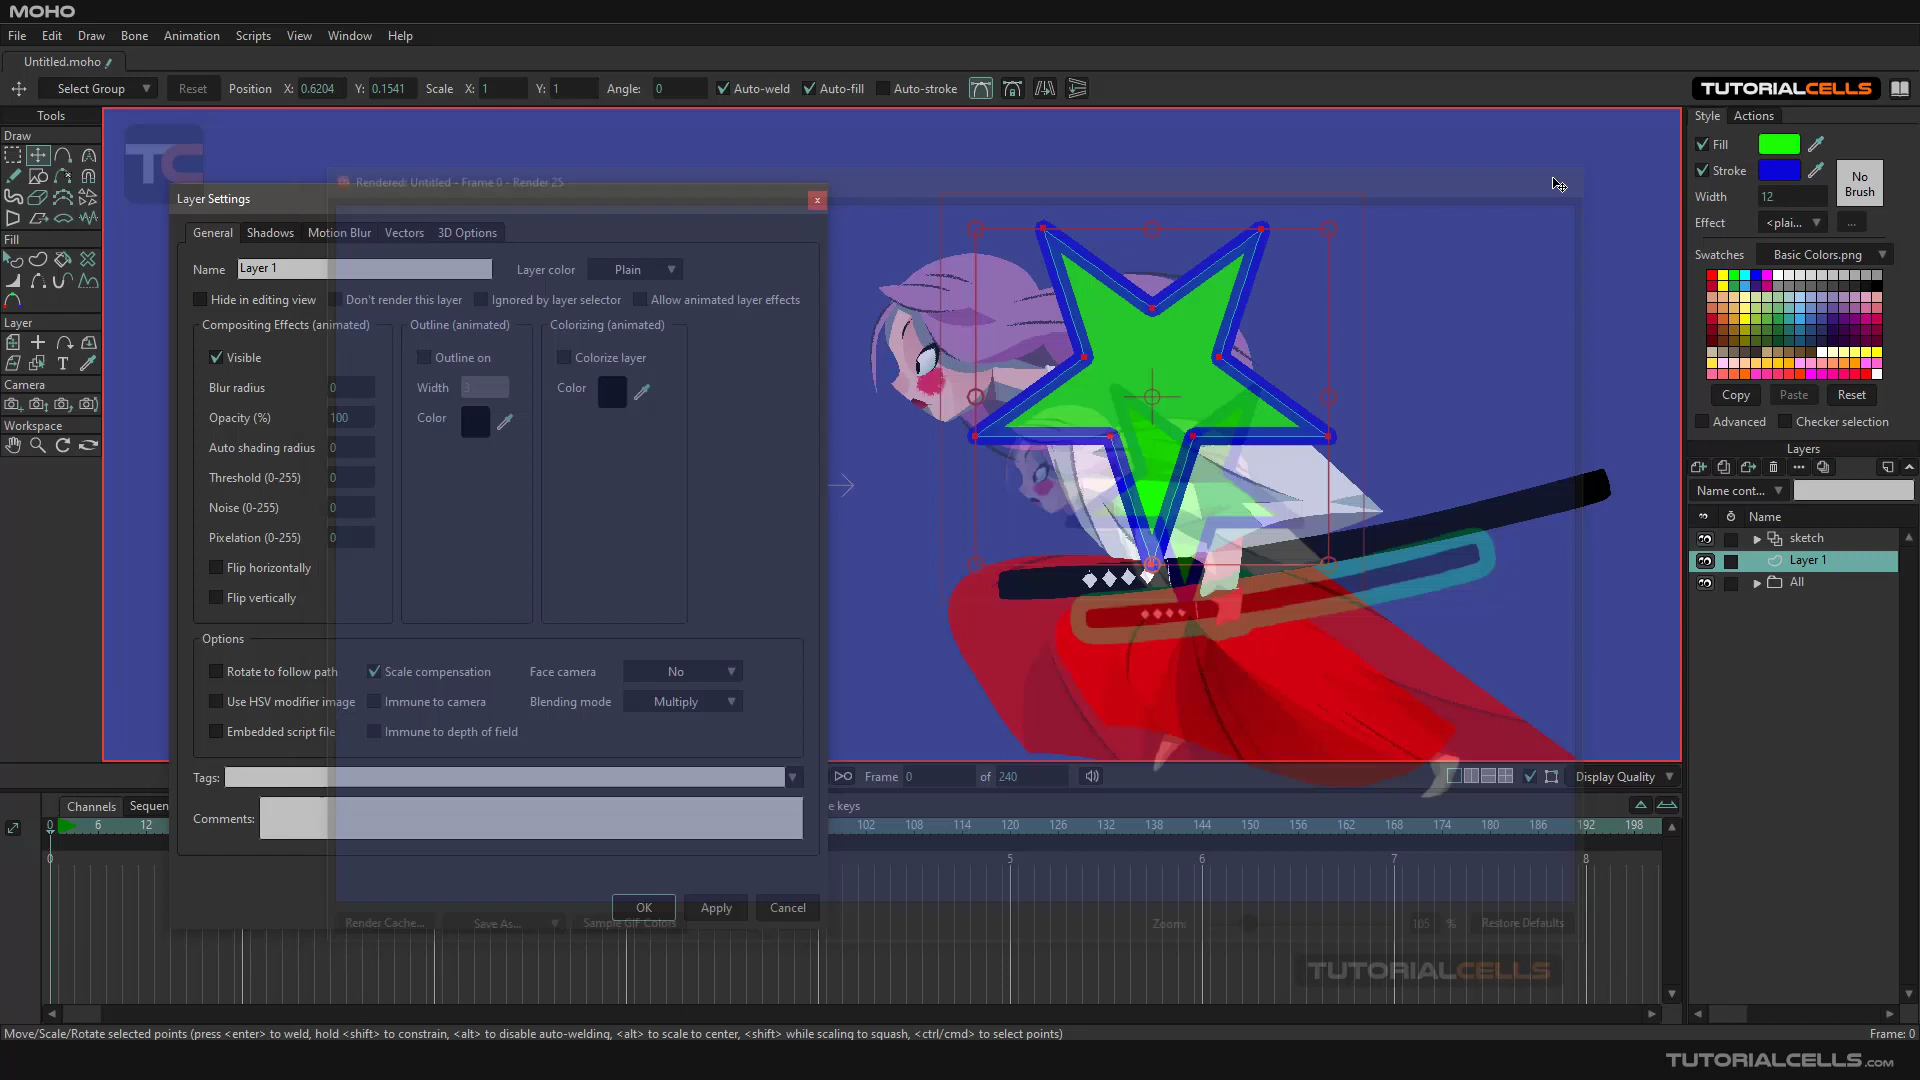 MOHO
File Edit Draw Bone Animation Scripts View Window Help
Untitled.moho
Select Group Reset Position X: 0.6204 Y: 0.1541 Scale X: 1 Y: 1 Angle: 0 Auto-weld Auto-fill Auto-stroke
TUTORIALCELLS
Tools
Draw
Fill
Layer
Camera
Workspace
TC
Rendered: Untitled - Frame 0 - Render 25
Layer Settings
x
General Shadows Motion Blur Vectors 3D Options
Name Layer 1 Layer color Plain
Hide in editing view Don't render this layer Ignored by layer selector Allow animated layer effects
Compositing Effects (animated) Outline (animated) Colorizing (animated)
Visible Outline on Colorize layer
Blur radius 0 Width 3 Color
Opacity (%) 100 Color
Auto shading radius 0
Threshold (0-255) 0
Noise (0-255) 0
Pixelation (0-255) 0
Flip horizontally
Flip vertically
Options
Rotate to follow path Scale compensation Face camera No
Use HSV modifier image Immune to camera Blending mode Multiply
Embedded script file Immune to depth of field
Tags:
Comments:
OK Apply Cancel
Render Cache... Save As... Sample GIF Colors Zoom: 105 % Restore Defaults
TUTORIALCELLS
Style Actions
Fill
Stroke
No Brush
Width 12
Effect <plai... ...
Swatches Basic Colors.png
Copy Paste Reset
Advanced Checker selection
Layers
Name cont...
Name
sketch
Layer 1
All
Frame 0 of 240 Display Quality
Channels Sequen e keys
0 6 12 102 108 114 120 126 132 138 144 150 156 162 168 174 180 186 192 198
0 5 6 7 8
Move/Scale/Rotate selected points (press <enter> to weld, hold <shift> to constrain, <alt> to disable auto-welding, <alt> to scale to center, <shift> while scaling to squash, <ctrl/cmd> to select points)
Frame: 0
TUTORIALCELLS.com